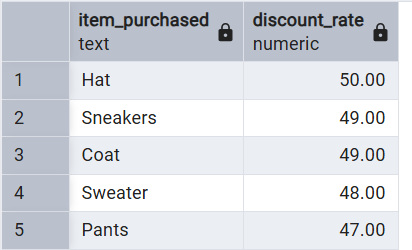 item_purchased discount_rate
text numeric
1 Hat 50.00
2 Sneakers 49.00
3 Coat 49.00
4 Sweater 48.00
5 Pants 47.00